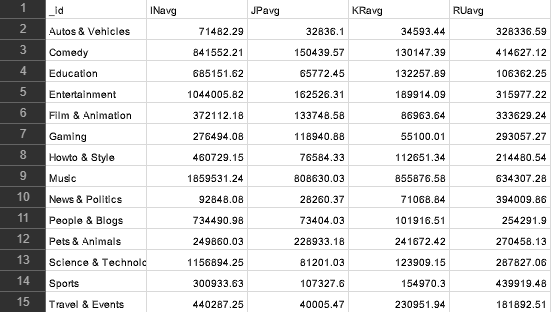 1 _id INavg JPavg KRavg RUavg
2 Autos & Vehicles 71482.29 32836.1 34593.44 328336.59
3 Comedy 841552.21 150439.57 130147.39 414627.12
4 Education 685151.62 65772.45 132257.89 106362.25
5 Entertainment 1044005.82 162526.31 189914.09 315977.22
6 Film & Animation 372112.18 133748.58 86963.64 333629.24
7 Gaming 276494.08 118940.88 55100.01 293057.27
8 Howto & Style 460729.15 76584.33 112651.34 214480.54
9 Music 1859531.24 808630.03 855876.58 634307.28
10 News & Politics 92848.08 28260.37 71068.84 394009.86
11 People & Blogs 734490.98 73404.03 101916.51 254291.9
12 Pets & Animals 249860.03 228933.18 241672.42 270458.13
13 Science & Technolo 1156894.25 81201.03 123909.15 287827.06
14 Sports 300933.63 107327.6 154970.3 439919.48
15 Travel & Events 440287.25 40005.47 230951.94 181892.51